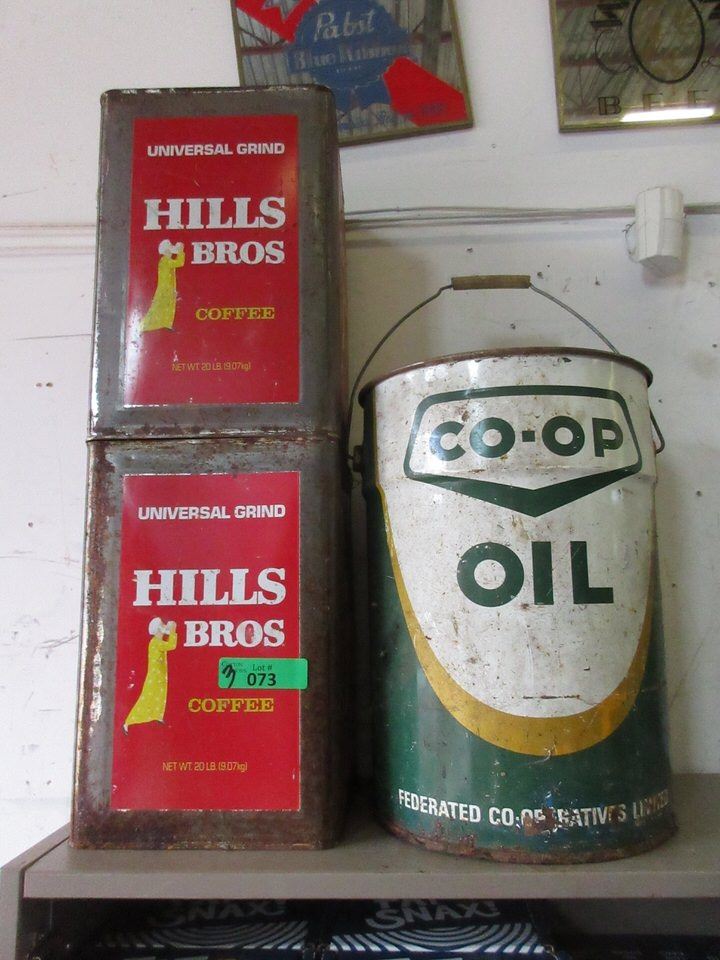 Pabst
Blue Ribbon
UNIVERSAL GRIND
HILLS
BROS
COFFEE
NET WT. 20 LB. (9.07kg)
UNIVERSAL GRIND
HILLS
BROS
Lot #
3 073
COFFEE
NET WT. 20 LB. (9.07kg)
CO-OP
OIL
FEDERATED CO-OPERATIVES LIMITED
SNAX!
SNAX!